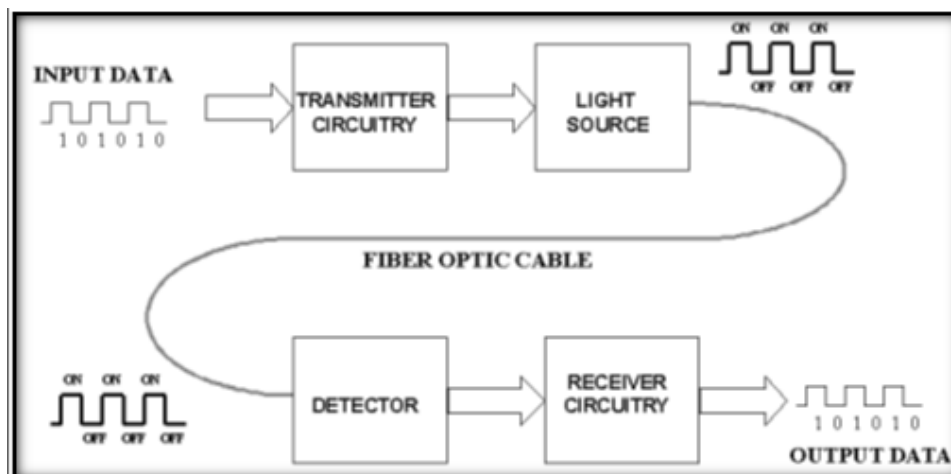 ON ON ON
INPUT DATA
TRANSMITTER
CIRCUITRY
LIGHT
SOURCE
OFF OFF OFF
1 0 1 0 1 0
FIBER OPTIC CABLE
ON ON ON
DETECTOR
RECEIVER
CIRCUITRY
OFF OFF OFF
1 0 1 0 1 0
OUTPUT DATA